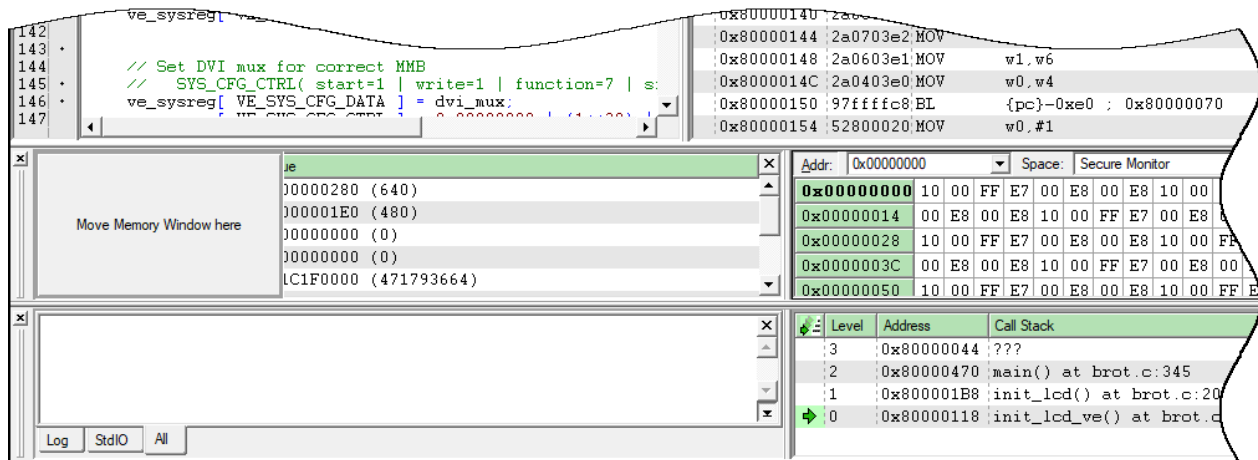 ve_sysreg[
142
143
144 // Set DVI mux for correct MMB
145 // SYS_CFG_CTRL( start=1 | write=1 | function=7 |
146 ve_sysreg[ VE_SYS_CFG_DATA ] = dvi_mux;
147
0x80000140
0x80000144 2a0703e2 MOV
0x80000148 2a0603e1 MOV w1,w6
0x8000014C 2a0403e0 MOV w0,w4
0x80000150 97ffffc8 BL {pc}-0xe0 ; 0x80000070
0x80000154 52800020 MOV w0,#1
Move Memory Window here
ue
00000280 (640)
000001E0 (480)
00000000 (0)
00000000 (0)
1C1F0000 (471793664)
Addr: 0x00000000 Space: Secure Monitor
0x00000000 10 00 FF E7 00 E8 00 E8 10 00
0x00000014 00 E8 00 E8 10 00 FF E7 00 E8
0x00000028 10 00 FF E7 00 E8 00 E8 10 00 FF
0x0000003C 00 E8 00 E8 10 00 FF E7 00 E8 00
0x00000050 10 00 FF E7 00 E8 00 E8 10 00 FF E
Log StdIO All
Level Address Call Stack
3 0x80000044 ???
2 0x80000470 main() at brot.c:345
1 0x800001B8 init_lcd() at brot.c:20
0 0x80000118 init_lcd_ve() at brot.c